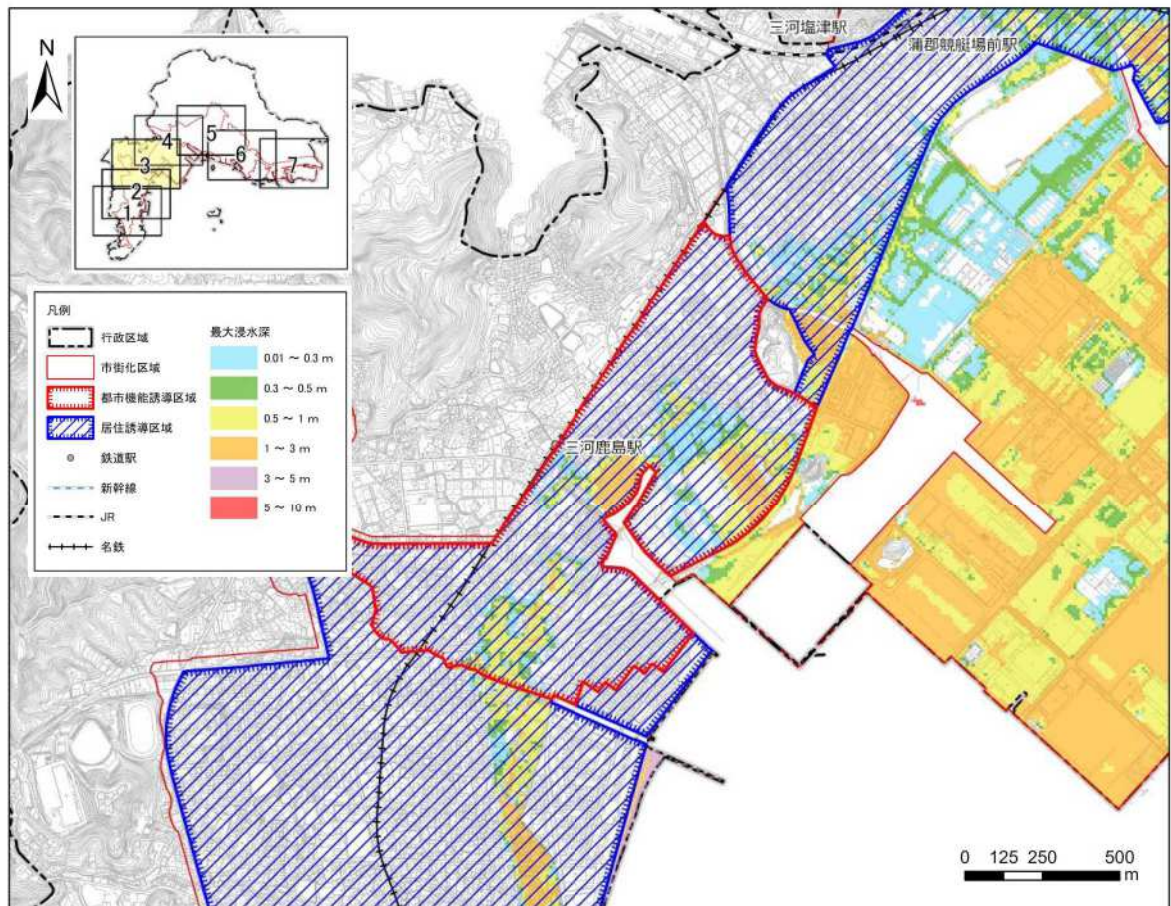 三河塩津駅
蒲郡競艇場前駅
N
5
4
3
6
7
2
1
凡例
行政区域
市街化区域
都市機能誘導区域
居住誘導区域
鉄道駅
新幹線
JR
名鉄
最大浸水深
0.01 ～ 0.3 m
0.3 ～ 0.5 m
0.5 ～ 1 m
1 ～ 3 m
3 ～ 5 m
5 ～ 10 m
三河鹿島駅
0 125 250 500
m